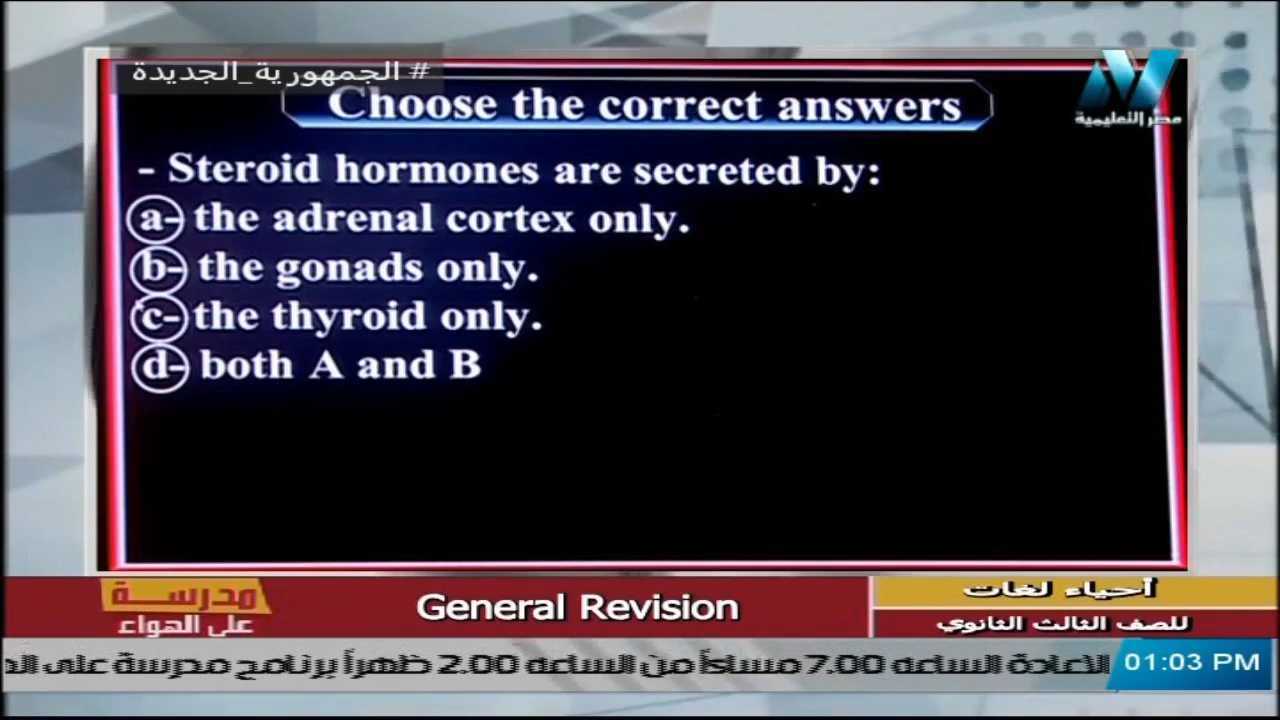 # الجمهورية_الجديدة
مصر التعليمية
Choose the correct answers
- Steroid hormones are secreted by:
a- the adrenal cortex only.
b- the gonads only.
c- the thyroid only.
d- both A and B
مدرسة
على الهواء
General Revision
أحياء لغات
للصف الثالث الثانوي
الاعادة الساعه 7.00 مساءاً من الساعه 2.00 ظهراً برنامج مدرسة على
01:03 PM